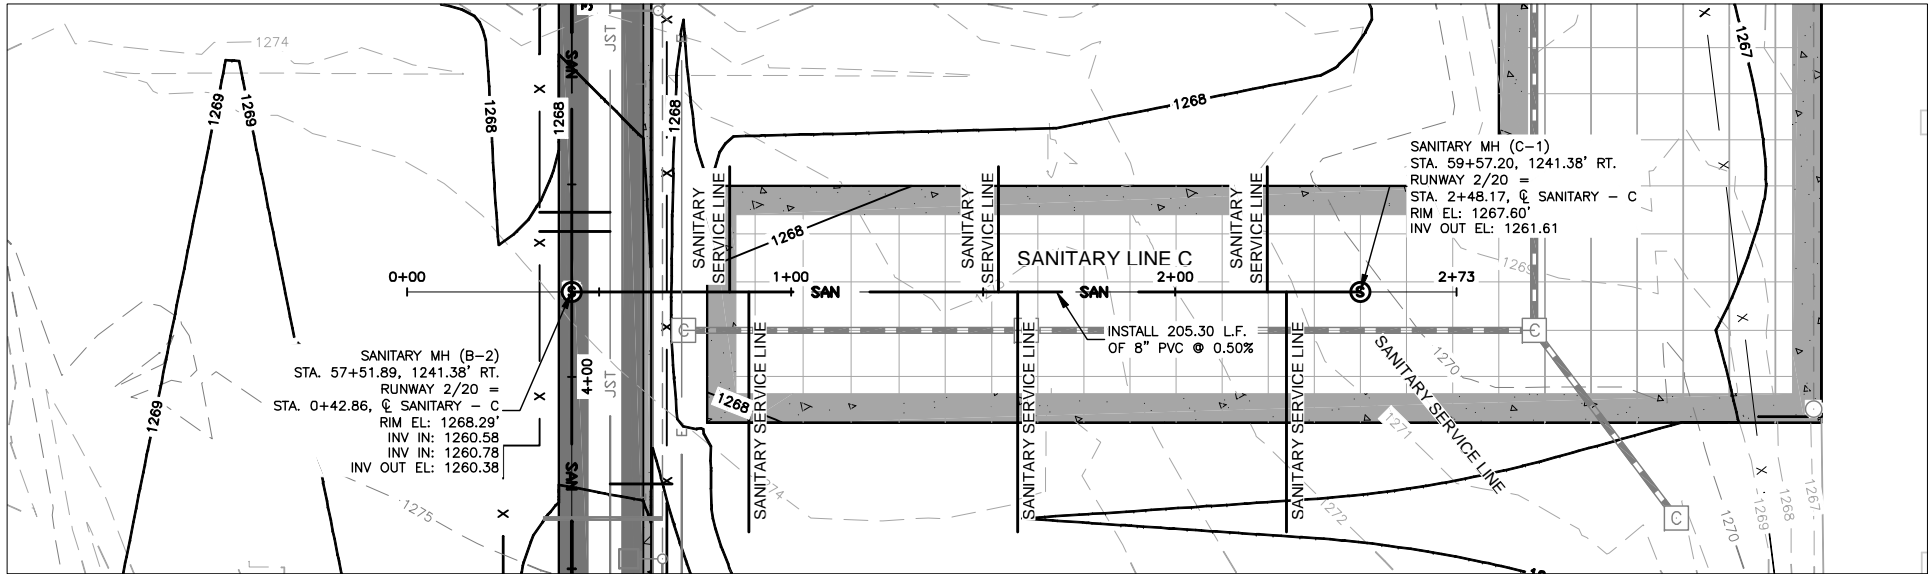 1274
1269
1269
1268
1268
1268
SAN
JST
1268
1267
SANITARY MH (C-1)
STA. 59+57.20, 1241.38' RT.
RUNWAY 2/20 =
STA. 2+48.17, ℄ SANITARY - C
RIM EL: 1267.60'
INV OUT EL: 1261.61
SANITARY
SERVICE LINE
SANITARY
SERVICE LINE
SANITARY
SERVICE LINE
1268
SANITARY LINE C
0+00
1+00
2+00
2+73
1269
S
SAN
SAN
S
C
C
INSTALL 205.30 L.F.
OF 8" PVC @ 0.50%
SANITARY MH (B-2)
STA. 57+51.89, 1241.38' RT.
RUNWAY 2/20 =
STA. 0+42.86, ℄ SANITARY - C
RIM EL: 1268.29'
INV IN: 1260.58
INV IN: 1260.78
INV OUT EL: 1260.38
4+00
JST
1269
1268
SANITARY SERVICE LINE
SANITARY SERVICE LINE
SANITARY SERVICE LINE
SANITARY SERVICE LINE
1270
1271
E
E
SAN
1275
1274
1272
C
1270
1269
1268
1267
X
X
X
X
X
X
X
X
X
X
X
X
X